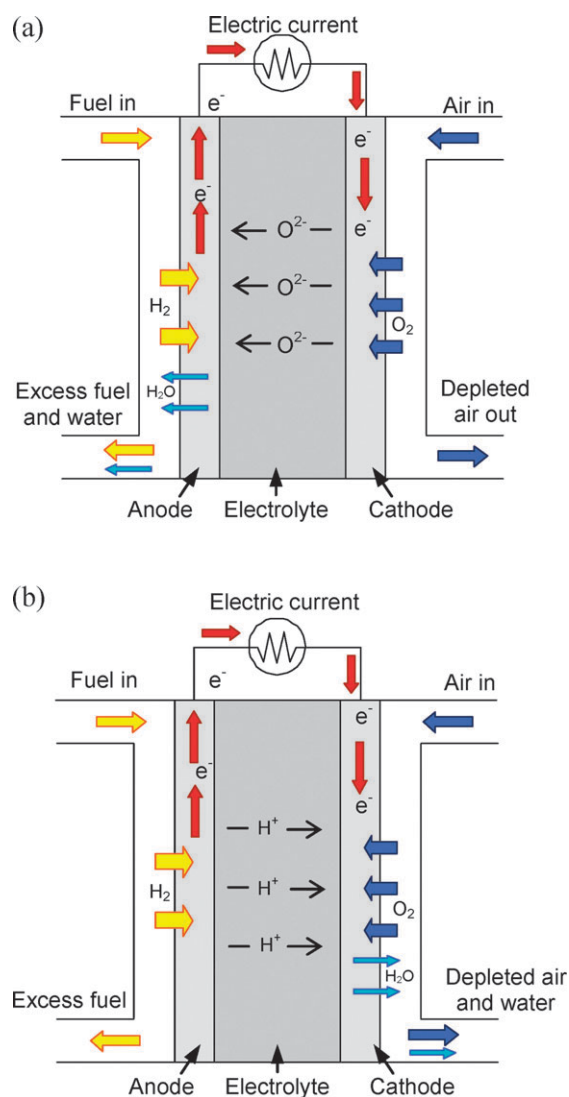 (a)
Electric current
Fuel in
e⁻
Air in
e⁻
e⁻
e⁻
O²⁻
H₂
O²⁻
O₂
O²⁻
Excess fuel
and water
H₂O
Depleted
air out
Anode
Electrolyte
Cathode
(b)
Electric current
Fuel in
e⁻
Air in
e⁻
e⁻
e⁻
H⁺
H₂
H⁺
O₂
H⁺
H₂O
Excess fuel
Depleted air
and water
Anode
Electrolyte
Cathode